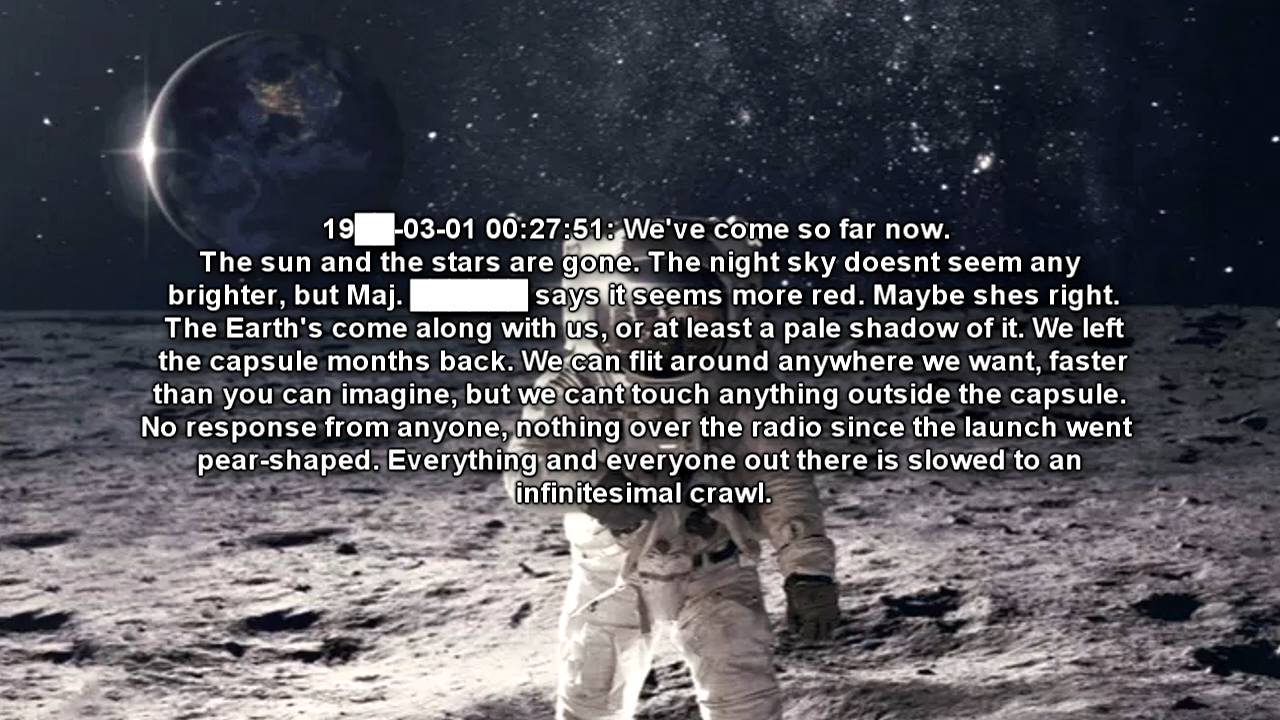 19██-03-01 00:27:51: We've come so far now.
The sun and the stars are gone. The night sky doesnt seem any
brighter, but Maj. ██████ says it seems more red. Maybe shes right.
The Earth's come along with us, or at least a pale shadow of it. We left
the capsule months back. We can flit around anywhere we want, faster
than you can imagine, but we cant touch anything outside the capsule.
No response from anyone, nothing over the radio since the launch went
pear-shaped. Everything and everyone out there is slowed to an
infinitesimal crawl.